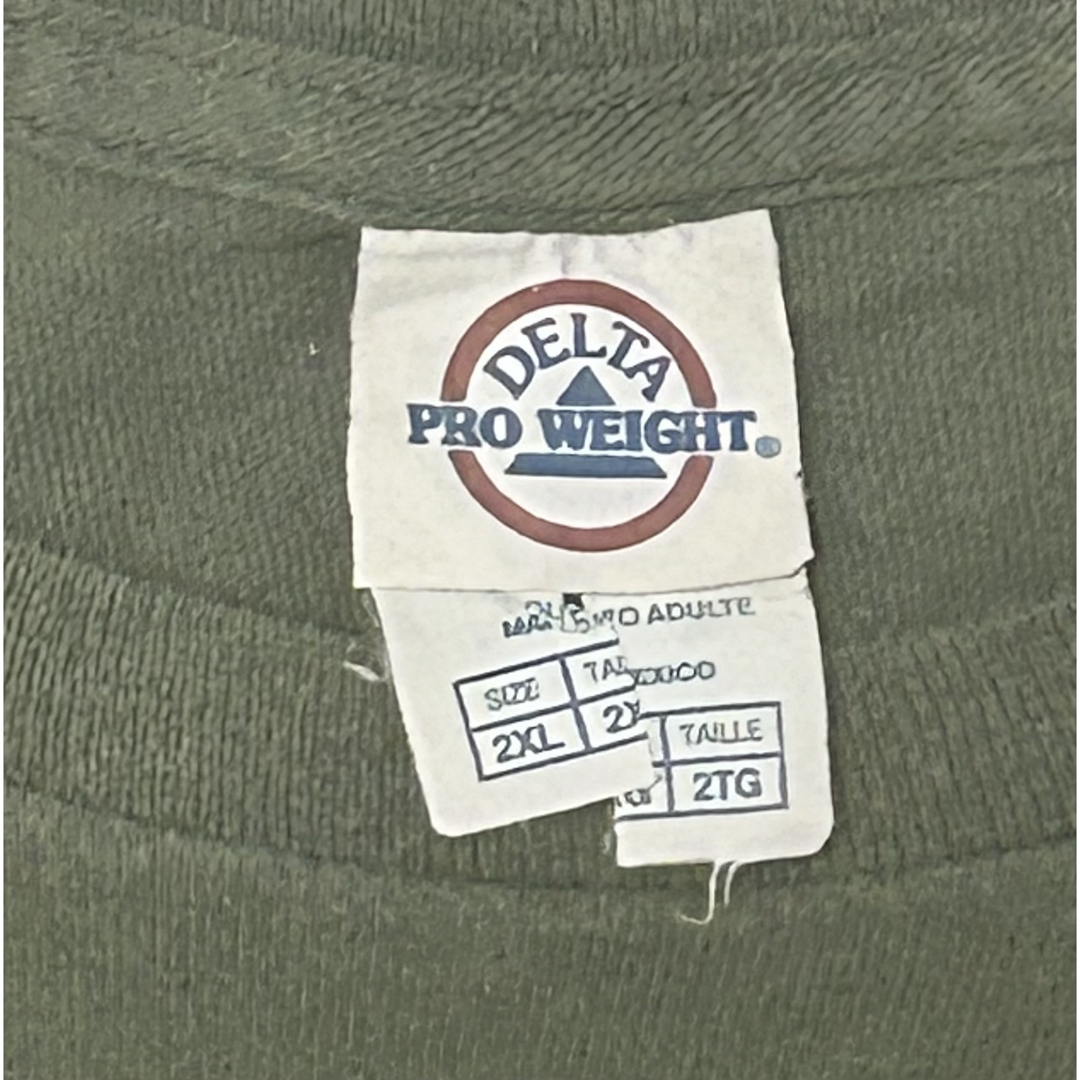 DELTA
PRO WEIGHT®
ADULTE
SIZE
2XL
TAILLE
2TG